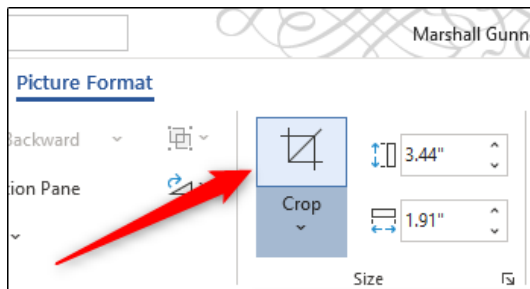 Marshall Gunn
Picture Format
Backward
3.44"
tion Pane
Crop
1.91"
Size